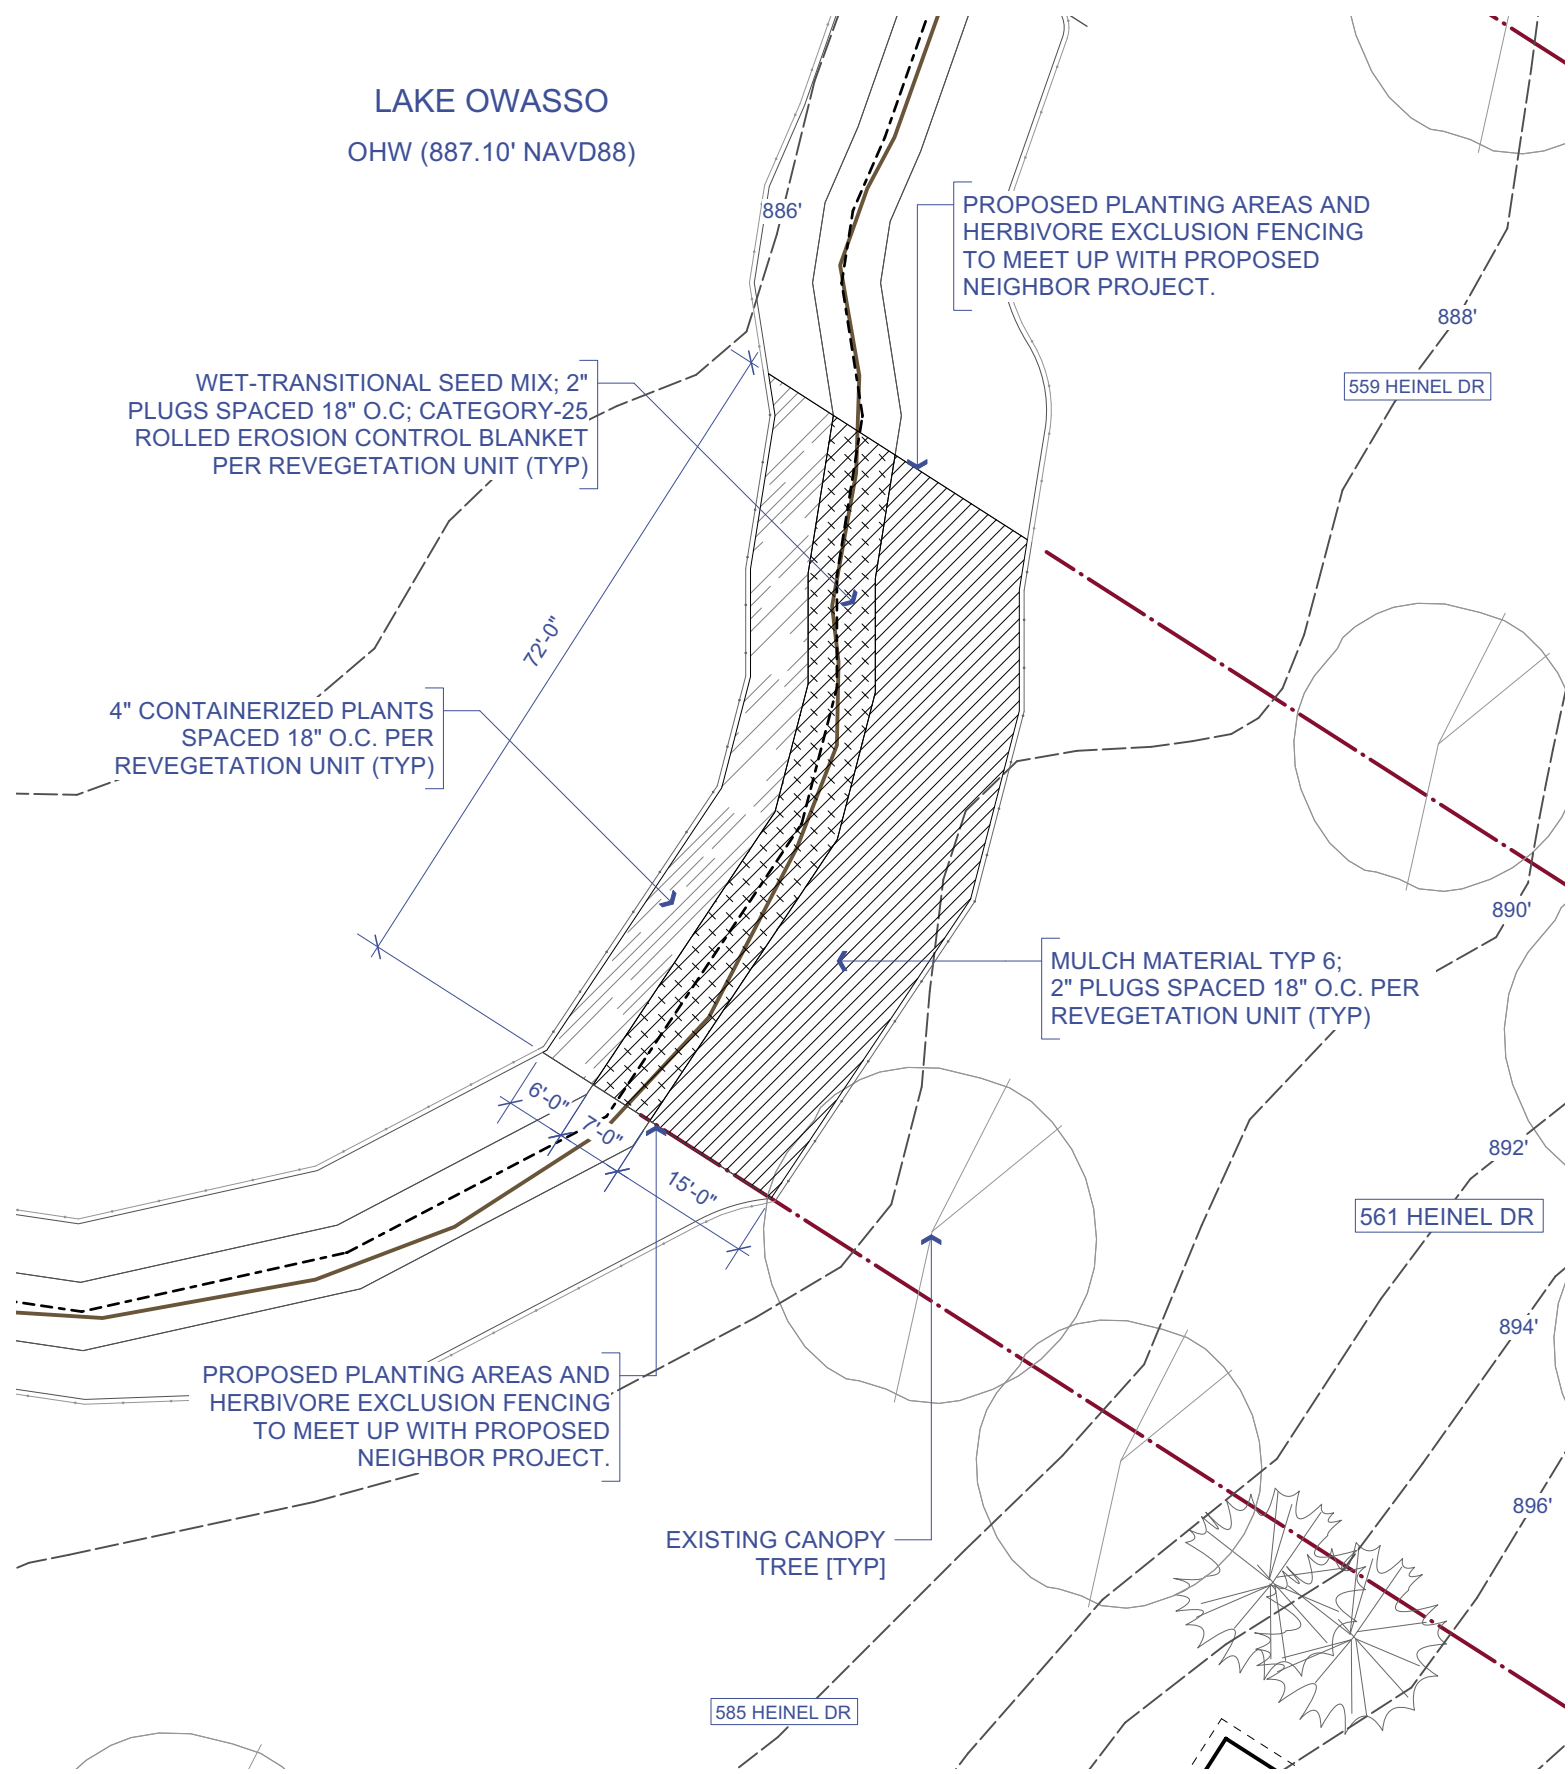 LAKE OWASSO
OHW (887.10' NAVD88)
886'
PROPOSED PLANTING AREAS AND
HERBIVORE EXCLUSION FENCING
TO MEET UP WITH PROPOSED
NEIGHBOR PROJECT.
888'
559 HEINEL DR
WET-TRANSITIONAL SEED MIX; 2"
PLUGS SPACED 18" O.C; CATEGORY-25
ROLLED EROSION CONTROL BLANKET
PER REVEGETATION UNIT (TYP)
72'-0"
4" CONTAINERIZED PLANTS
SPACED 18" O.C. PER
REVEGETATION UNIT (TYP)
890'
MULCH MATERIAL TYP 6;
2" PLUGS SPACED 18" O.C. PER
REVEGETATION UNIT (TYP)
6'-0"
7'-0"
15'-0"
892'
561 HEINEL DR
894'
PROPOSED PLANTING AREAS AND
HERBIVORE EXCLUSION FENCING
TO MEET UP WITH PROPOSED
NEIGHBOR PROJECT.
896'
EXISTING CANOPY
TREE [TYP]
585 HEINEL DR